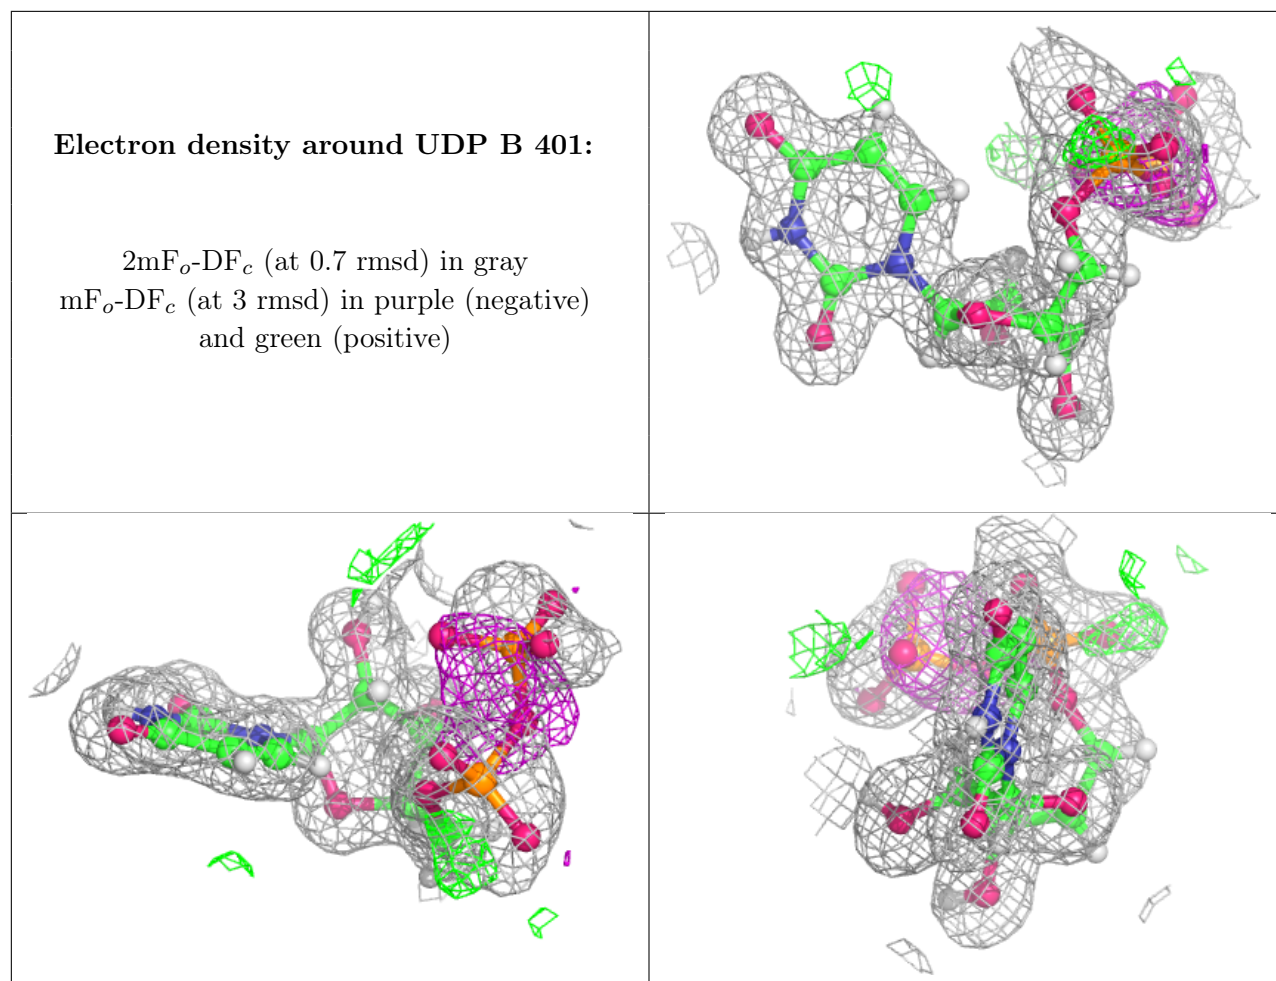 Electron density around UDP B 401:
2mFo-DFc (at 0.7 rmsd) in gray
mFo-DFc (at 3 rmsd) in purple (negative)
and green (positive)